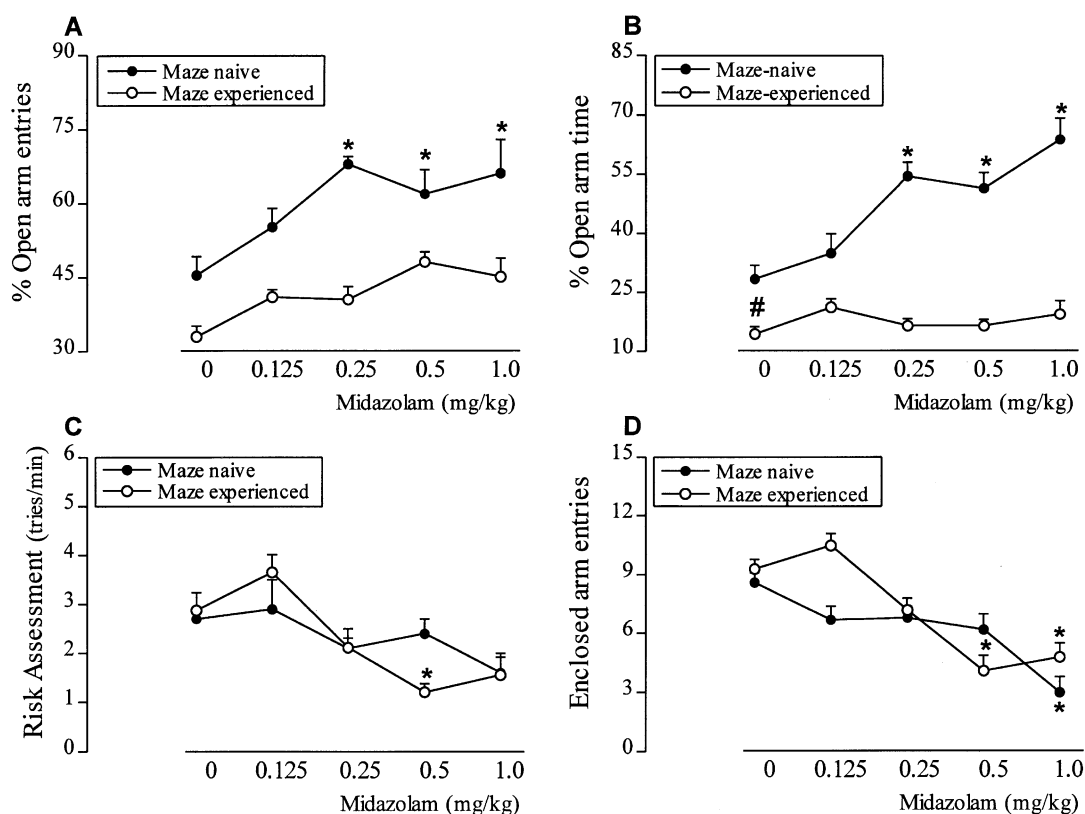 A
% Open arm entries
90
75
60
45
30
Maze naive
Maze experienced
*
*
*
0 0.125 0.25 0.5 1.0
Midazolam (mg/kg)
B
% Open arm time
85
70
55
40
25
10
Maze-naive
Maze-experienced
*
*
*
#
0 0.125 0.25 0.5 1.0
Midazolam (mg/kg)
C
Risk Assessment (tries/min)
6
5
4
3
2
1
0
Maze naive
Maze experienced
*
0 0.125 0.25 0.5 1.0
Midazolam (mg/kg)
D
Enclosed arm entries
15
12
9
6
3
0
Maze naive
Maze experienced
*
*
*
0 0.125 0.25 0.5 1.0
Midazolam (mg/kg)